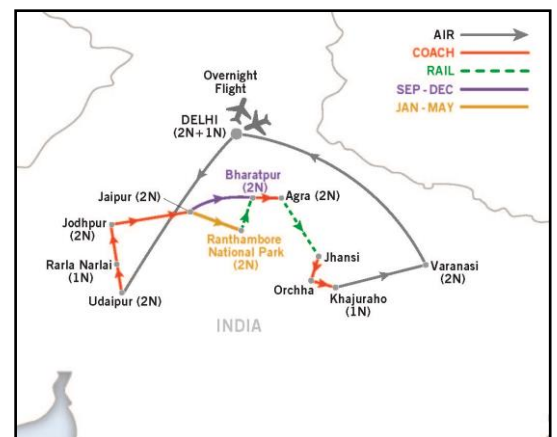 AIR
COACH
RAIL
SEP - DEC
JAN - MAY
Overnight
Flight
DELHI
(2N + 1N)
Bharatpur
(2N)
Jaipur (2N)
Agra (2N)
Jodhpur
(2N)
Ranthambore
National Park
(2N)
Rarla Narlai
(1N)
Jhansi
Varanasi
(2N)
Udaipur (2N)
Orchha
Khajuraho
(1N)
INDIA